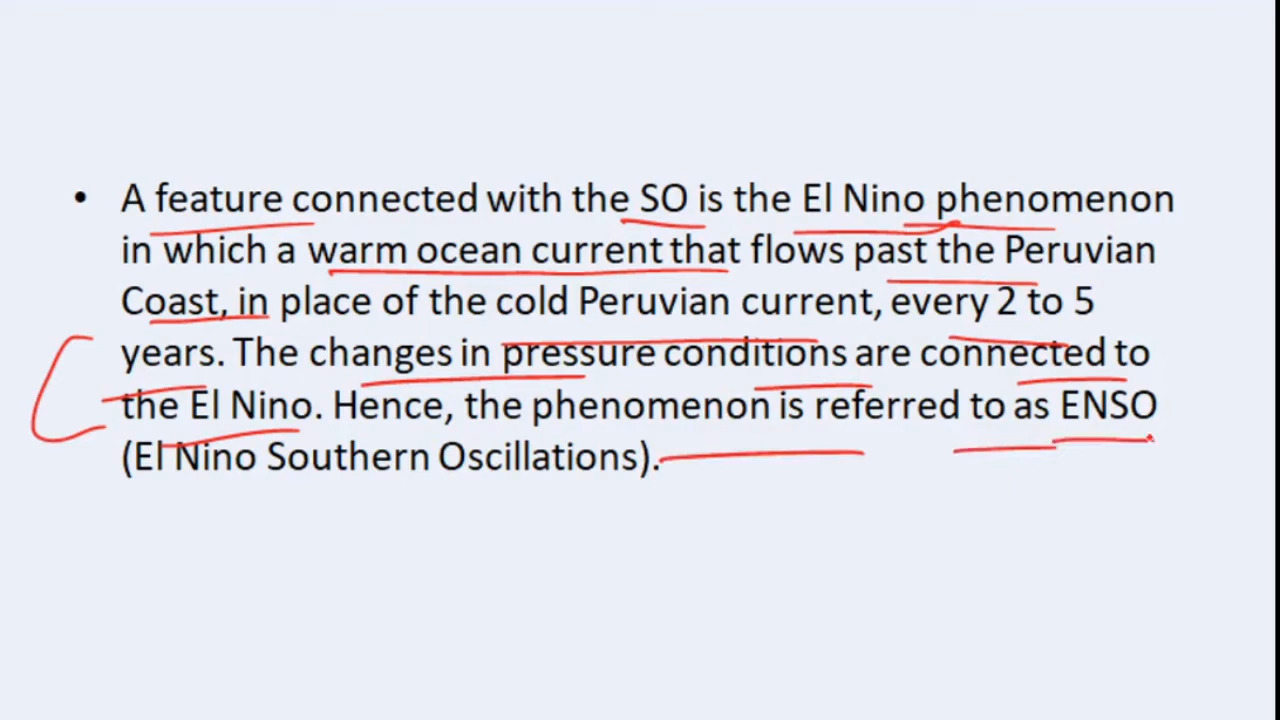 • A feature connected with the SO is the El Nino phenomenon
in which a warm ocean current that flows past the Peruvian
Coast, in place of the cold Peruvian current, every 2 to 5
years. The changes in pressure conditions are connected to
the El Nino. Hence, the phenomenon is referred to as ENSO
(El Nino Southern Oscillations).